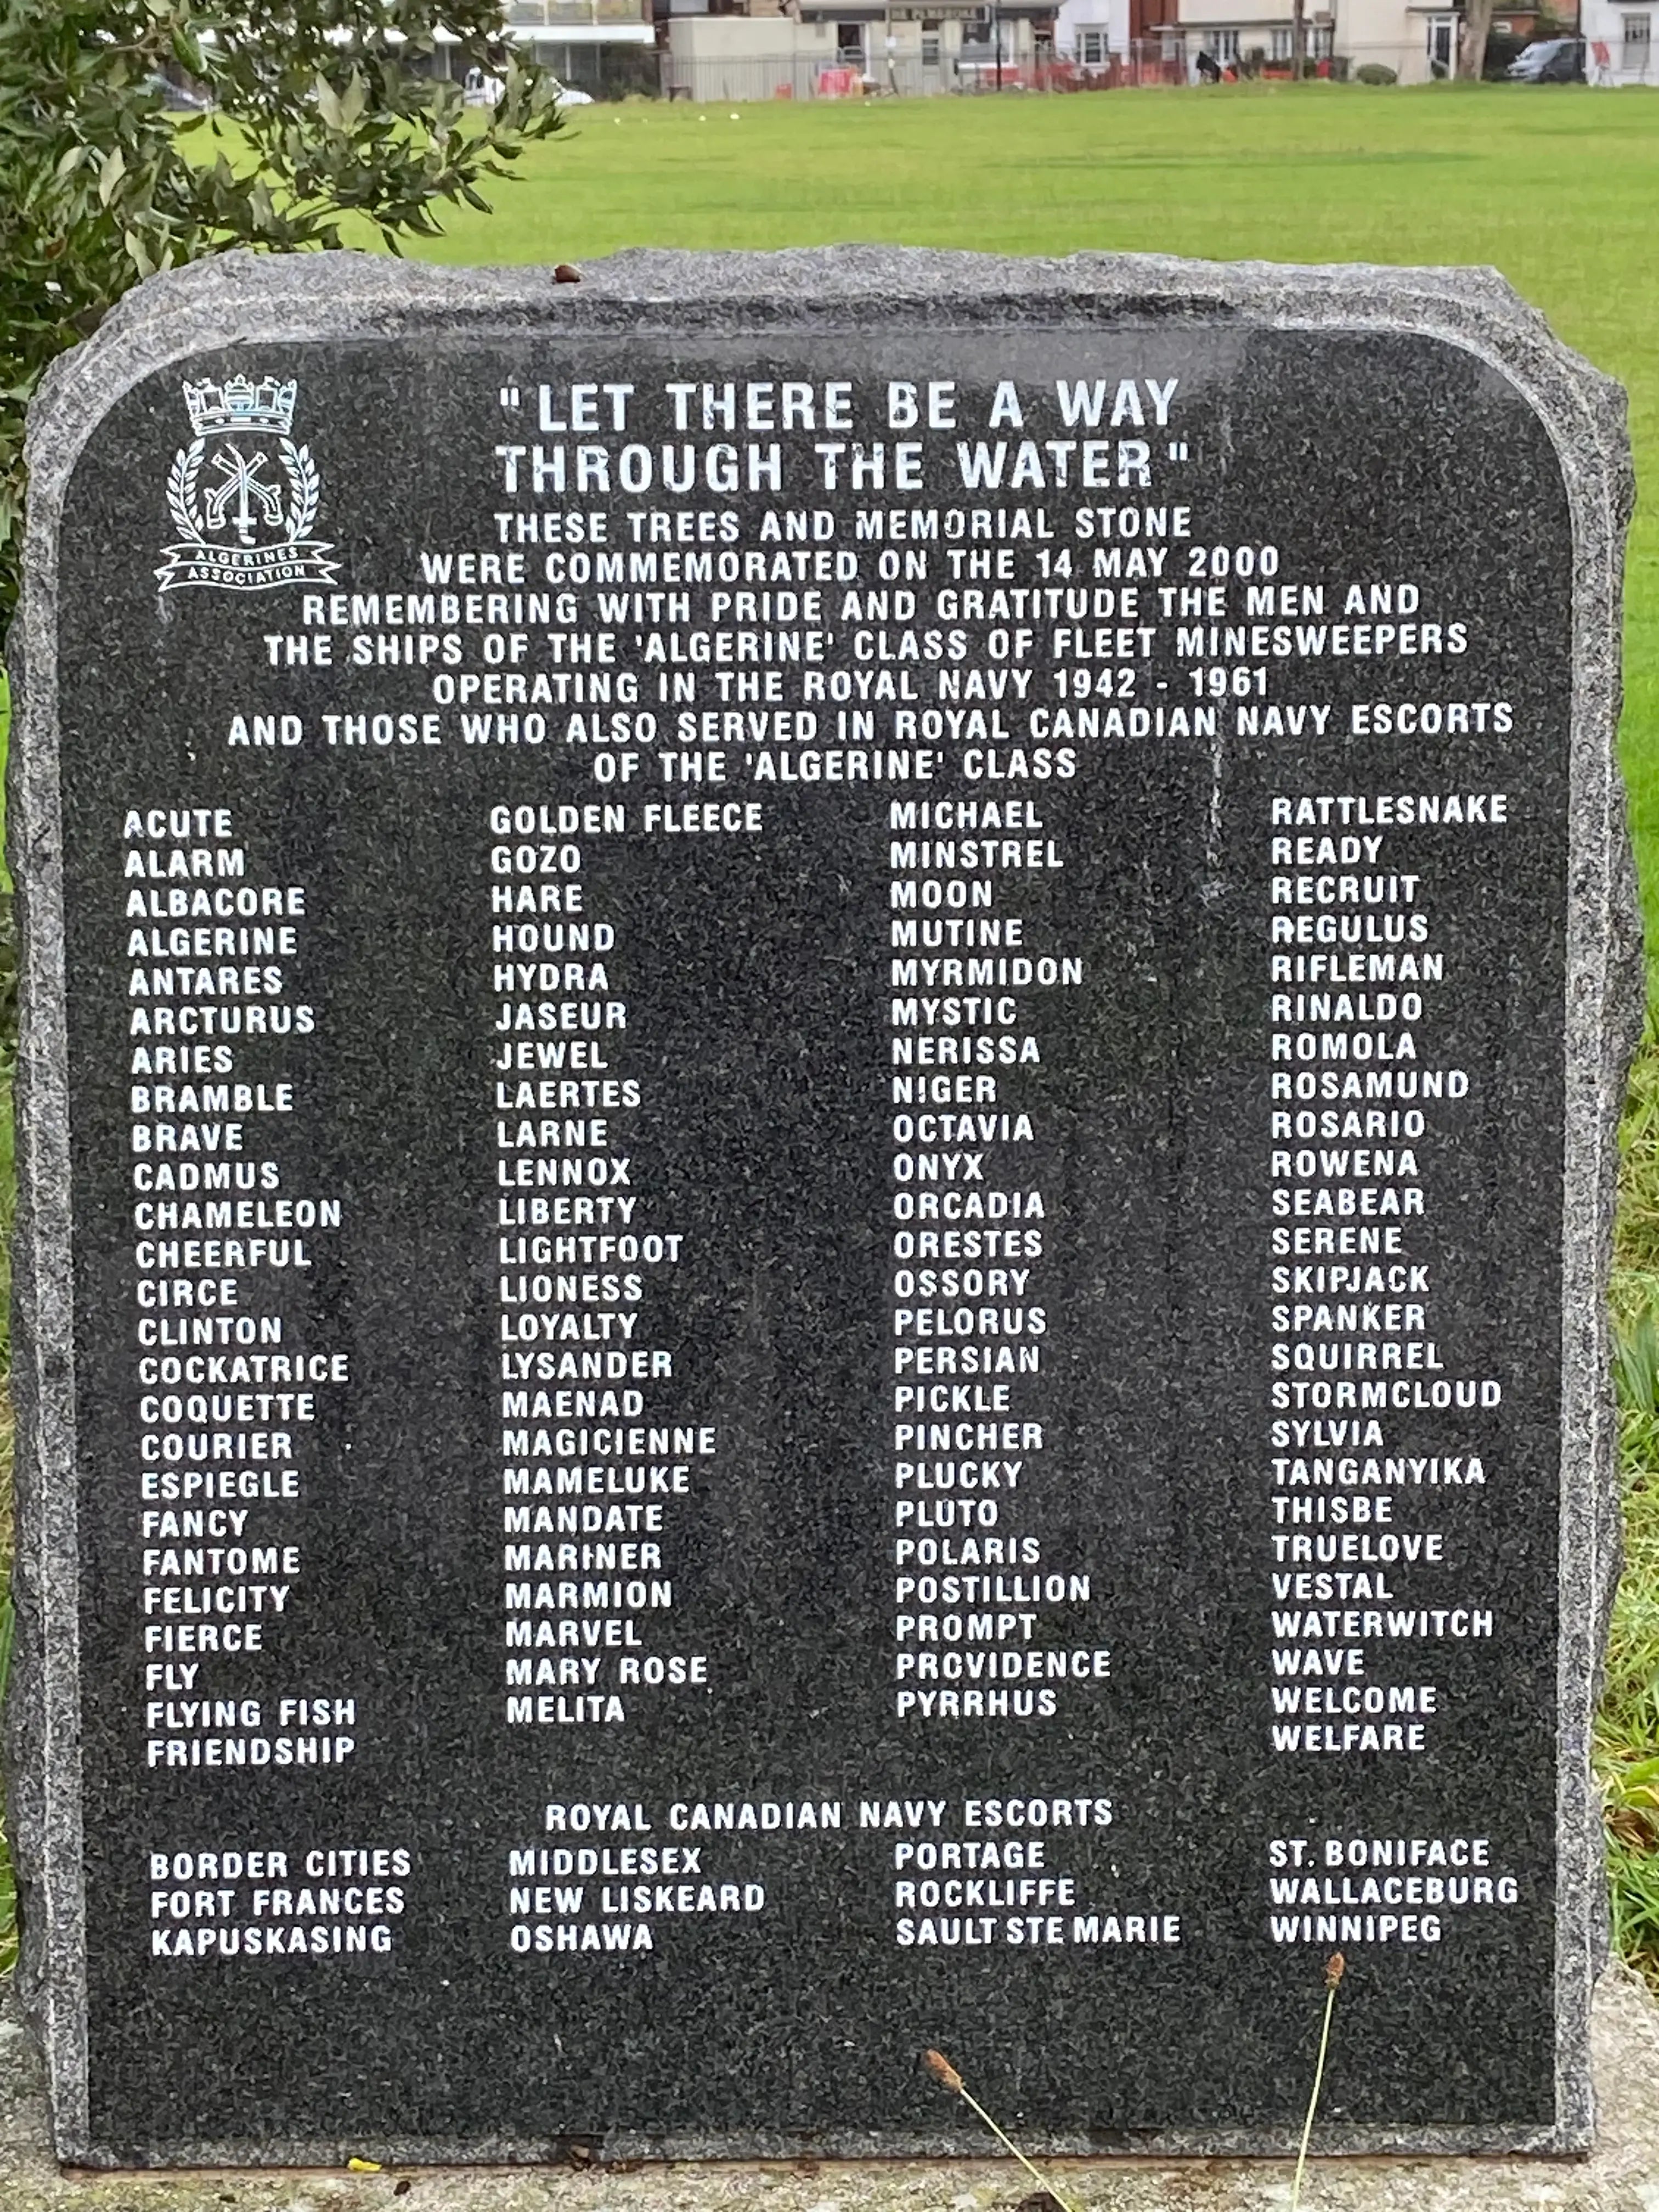 "LET THERE BE A WAY
THROUGH THE WATER"
ALGERINES
ASSOCIATION
THESE TREES AND MEMORIAL STONE
WERE COMMEMORATED ON THE 14 MAY 2000
REMEMBERING WITH PRIDE AND GRATITUDE THE MEN AND
THE SHIPS OF THE 'ALGERINE' CLASS OF FLEET MINESWEEPERS
OPERATING IN THE ROYAL NAVY 1942 - 1961
AND THOSE WHO ALSO SERVED IN ROYAL CANADIAN NAVY ESCORTS
OF THE 'ALGERINE' CLASS
ACUTE
ALARM
ALBACORE
ALGERINE
ANTARES
ARCTURUS
ARIES
BRAMBLE
BRAVE
CADMUS
CHAMELEON
CHEERFUL
CIRCE
CLINTON
COCKATRICE
COQUETTE
COURIER
ESPIEGLE
FANCY
FANTOME
FELICITY
FIERCE
FLY
FLYING FISH
FRIENDSHIP
GOLDEN FLEECE
GOZO
HARE
HOUND
HYDRA
JASEUR
JEWEL
LAERTES
LARNE
LENNOX
LIBERTY
LIGHTFOOT
LIONESS
LOYALTY
LYSANDER
MAENAD
MAGICIENNE
MAMELUKE
MANDATE
MARINER
MARMION
MARVEL
MARY ROSE
MELITA
MICHAEL
MINSTREL
MOON
MUTINE
MYRMIDON
MYSTIC
NERISSA
NIGER
OCTAVIA
ONYX
ORCADIA
ORESTES
OSSORY
PELORUS
PERSIAN
PICKLE
PINCHER
PLUCKY
PLUTO
POLARIS
POSTILLION
PROMPT
PROVIDENCE
PYRRHUS
RATTLESNAKE
READY
RECRUIT
REGULUS
RIFLEMAN
RINALDO
ROMOLA
ROSAMUND
ROSARIO
ROWENA
SEABEAR
SERENE
SKIPJACK
SPANKER
SQUIRREL
STORMCLOUD
SYLVIA
TANGANYIKA
THISBE
TRUELOVE
VESTAL
WATERWITCH
WAVE
WELCOME
WELFARE
ROYAL CANADIAN NAVY ESCORTS
BORDER CITIES
FORT FRANCES
KAPUSKASING
MIDDLESEX
NEW LISKEARD
OSHAWA
PORTAGE
ROCKLIFFE
SAULT STE MARIE
ST. BONIFACE
WALLACEBURG
WINNIPEG